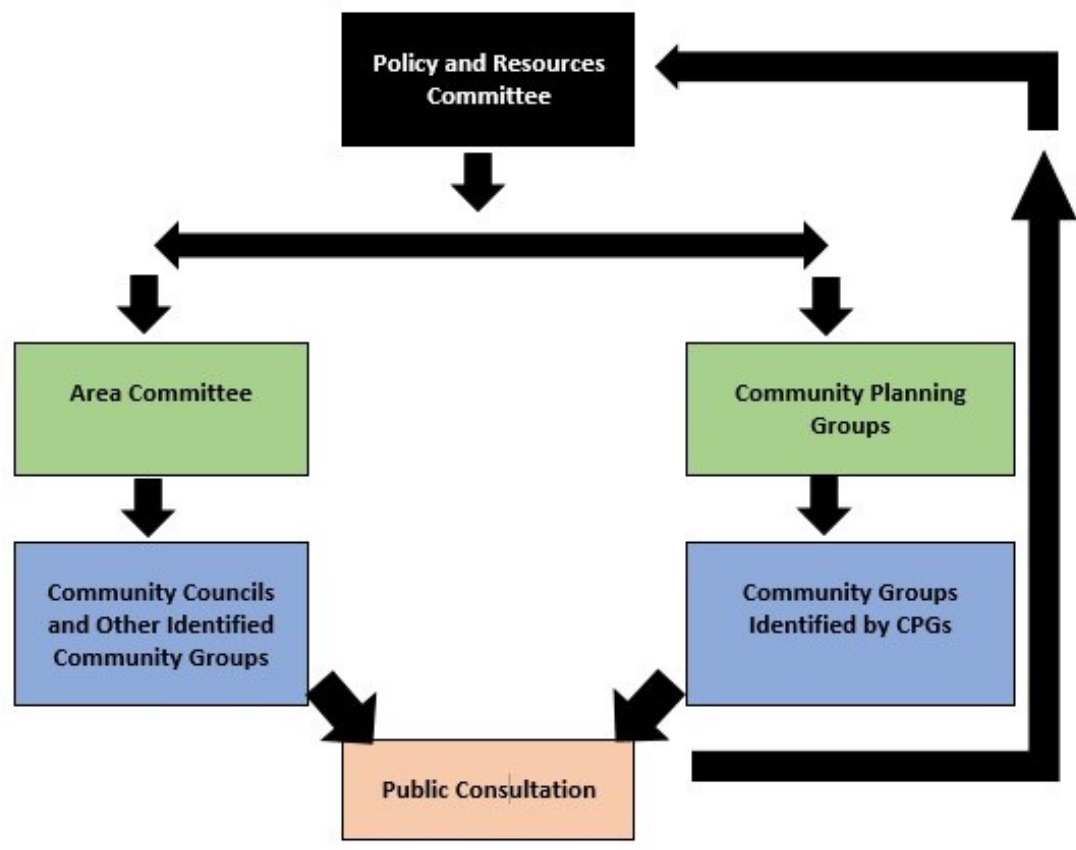 Policy and Resources
Committee
Area Committee
Community Planning
Groups
Community Councils
and Other Identified
Community Groups
Community Groups
Identified by CPGs
Public Consultation